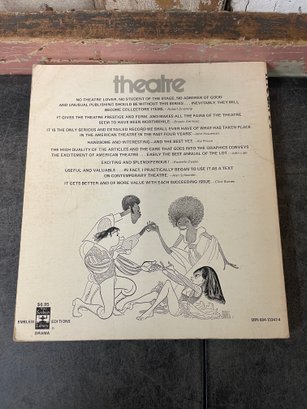 theatre
NO THEATRE LOVER, NO STUDENT OF THE STAGE, NO ADMIRER OF GOOD
AND UNUSUAL PUBLISHING SHOULD BE WITHOUT THIS SERIES . . . INEVITABLY, THEY WILL
BECOME COLLECTORS ITEMS.
IT GIVES THE THEATRE PRESTIGE AND FORM, AND MAKES ALL THE PAINS OF THE THEATRE
SEEM TO HAVE BEEN WORTHWHILE.
IT IS THE ONLY SERIOUS AND DETAILED RECORD WE SHALL EVER HAVE OF WHAT HAS TAKEN PLACE
IN THE AMERICAN THEATRE IN THE PAST FOUR YEARS
HANDSOME AND INTERESTING—AND THE BEST YET.
THE HIGH QUALITY OF THE ARTICLES AND THE CARE THAT GOES INTO THE GRAPHICS CONVEYS
THE EXCITEMENT OF AMERICAN THEATRE . . . EASILY THE BEST ANNUAL OF THE LOT.
EXCITING AND SPLENDIFEROUS!
USEFUL AND VALUABLE . . . IN FACT, I PRACTICALLY BEGAN TO USE IT AS A TEXT
ON CONTEMPORARY THEATRE.
IT GETS BETTER AND OF MORE VALUE WITH EACH SUCCEEDING ISSUE. —Clive Barnes
$6.95
EMBLEM EDITIONS
DRAMA